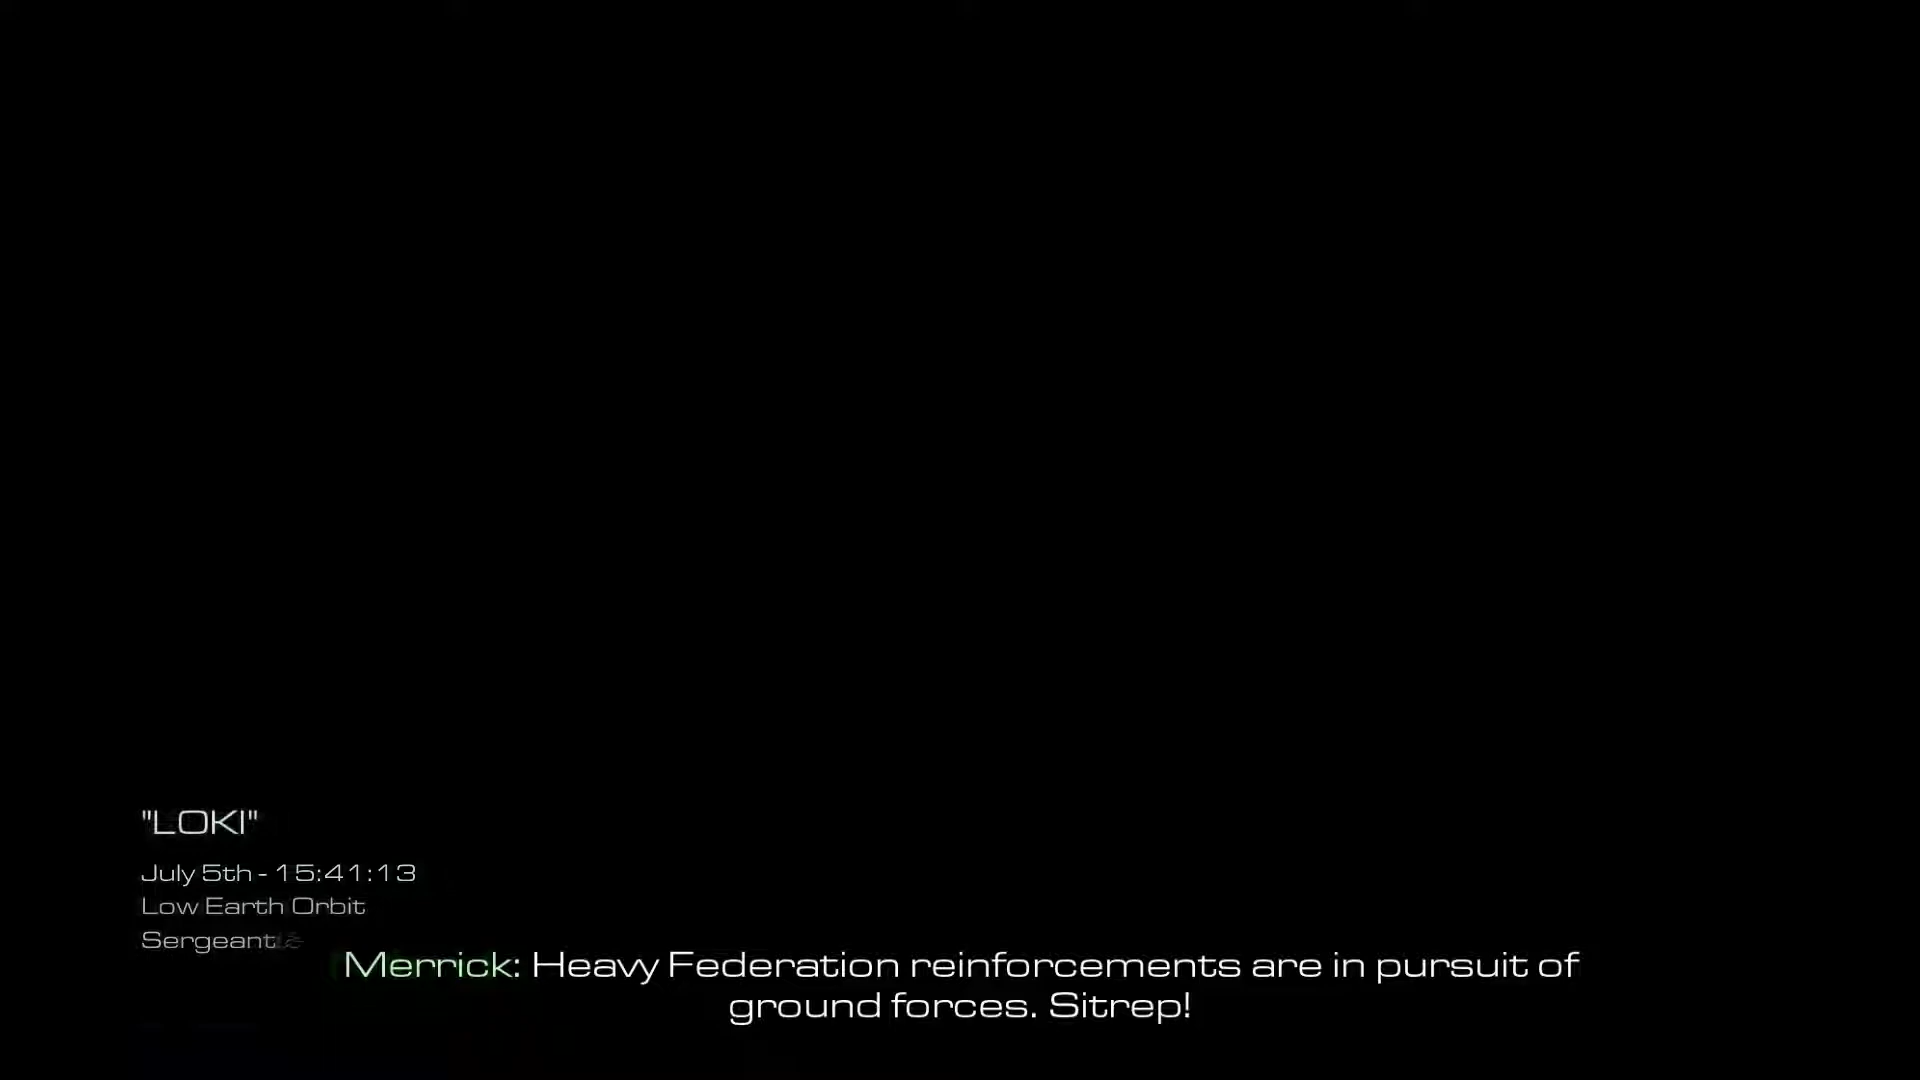 "LOKI"
July 5th - 15:41:13
Low Earth Orbit
Sergeant
Merrick: Heavy Federation reinforcements are in pursuit of
ground forces. Sitrep!